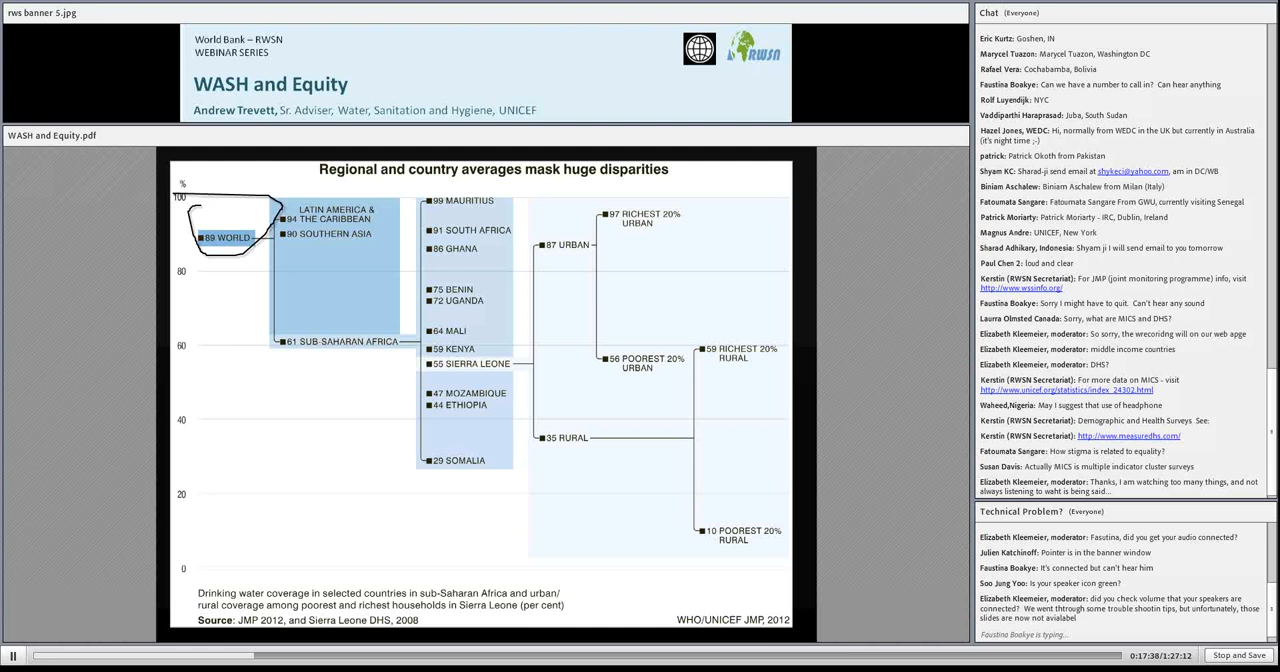 rws banner 5.jpg
World Bank – RWSN
WEBINAR SERIES
RWSN
WASH and Equity
Andrew Trevett, Sr. Adviser, Water, Sanitation and Hygiene, UNICEF
WASH and Equity.pdf
Regional and country averages mask huge disparities
%
100
80
60
40
20
0
89 WORLD
LATIN AMERICA &
94 THE CARIBBEAN
90 SOUTHERN ASIA
61 SUB-SAHARAN AFRICA
99 MAURITIUS
91 SOUTH AFRICA
86 GHANA
75 BENIN
72 UGANDA
64 MALI
59 KENYA
55 SIERRA LEONE
47 MOZAMBIQUE
44 ETHIOPIA
29 SOMALIA
87 URBAN
35 RURAL
97 RICHEST 20%
URBAN
56 POOREST 20%
URBAN
59 RICHEST 20%
RURAL
10 POOREST 20%
RURAL
Drinking water coverage in selected countries in sub-Saharan Africa and urban/
rural coverage among poorest and richest households in Sierra Leone (per cent)
Source: JMP 2012, and Sierra Leone DHS, 2008
WHO/UNICEF JMP, 2012
Chat (Everyone)
Eric Kurtz: Goshen, IN
Marycel Tuazon: Marycel Tuazon, Washington DC
Rafael Vera: Cochabamba, Bolivia
Faustina Boakye: Can we have a number to call in? Can hear anything
Rolf Luyendijk: NYC
Vaddiparthi Haraprasad: Juba, South Sudan
Hazel Jones, WEDC: Hi, normally from WEDC in the UK but currently in Australia
(it's night time ;-)
patrick: Patrick Okoth from Pakistan
Shyam KC: Sharad-ji send email at shykeci@yahoo.com, am in DC/WB
Biniam Aschalew: Biniam Aschalew from Milan (Italy)
Fatoumata Sangare: Fatoumata Sangare From GWU, currently visiting Senegal
Patrick Moriarty: Patrick Moriarty - IRC, Dublin, Ireland
Magnus Andre: UNICEF, New York
Sharad Adhikary, Indonesia: Shyam ji I will send email to you tomorrow
Paul Chen 2: loud and clear
Kerstin (RWSN Secretariat): For JMP (joint monitoring programme) info, visit
http://www.wssinfo.org/
Faustina Boakye: Sorry I might have to quit. Can't hear any sound
Laurra Olmsted Canada: Sorry, what are MICS and DHS?
Elizabeth Kleemeier, moderator: So sorry, the wrecoridng will on our web apge
Elizabeth Kleemeier, moderator: middle income countries
Elizabeth Kleemeier, moderator: DHS?
Kerstin (RWSN Secretariat): For more data on MICS - visit
http://www.unicef.org/statistics/index_24302.html
Waheed,Nigeria: May I suggest that use of headphone
Kerstin (RWSN Secretariat): Demographic and Health Surveys See:
Kerstin (RWSN Secretariat): http://www.measuredhs.com/
Fatoumata Sangare: How stigma is related to equality?
Susan Davis: Actually MICS is multiple indicator cluster surveys
Elizabeth Kleemeier, moderator: Thanks, I am watching too many things, and not
always listening to waht is being said...
Technical Problem? (Everyone)
Elizabeth Kleemeier, moderator: Fasutina, did you get your audio connected?
Julien Katchinoff: Pointer is in the banner window
Faustina Boakye: It's connected but can't hear him
Soo Jung Yoo: Is your speaker icon green?
Elizabeth Kleemeier, moderator: did you check volume that your speakers are
connected? We went thtrough some trouble shootin tips, but unfortunately, those
slides are now not avialabel
Faustina Boakye is typing...
0:17:38/1:27:12
Stop and Save